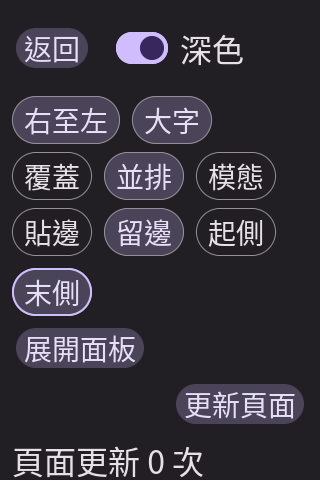 返回 深色
右至左 大字
覆蓋 並排 模態
貼邊 留邊 起側
末側
展開面板
更新頁面
頁面更新 0 次